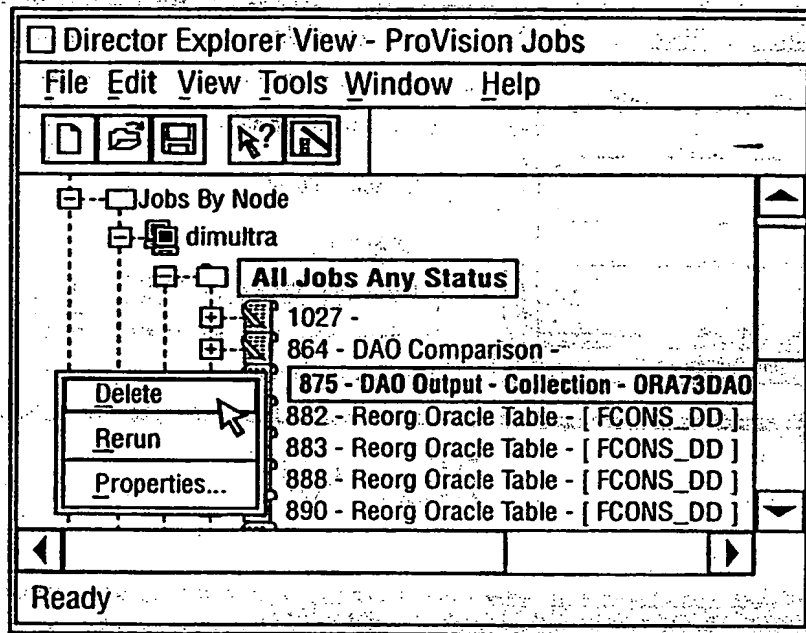 Director Explorer View - ProVision Jobs
File Edit View Tools Window Help
?
Jobs By Node
dimultra
All Jobs Any Status
1027 -
864 - DAO Comparison -
875 - DAO Output - Collection - ORA73DAO
882 - Reorg Oracle Table - [ FCONS_DD ]
883 - Reorg Oracle Table - [ FCONS_DD ]
888 - Reorg Oracle Table - [ FCONS_DD ]
890 - Reorg Oracle Table - [ FCONS_DD ]
Delete
Rerun
Properties...
Ready